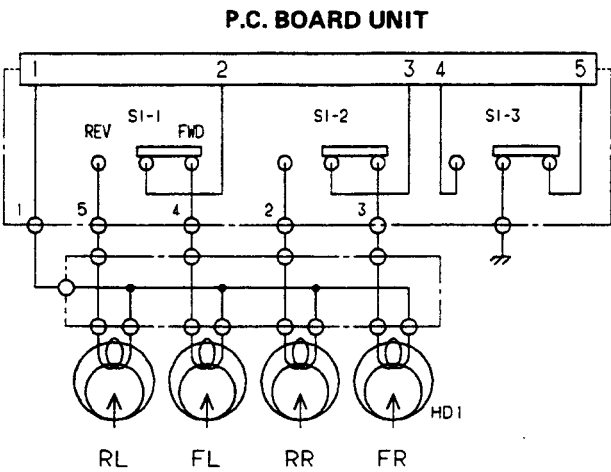 P.C. BOARD UNIT
1 2 3 4 5
S1-1 S1-2 S1-3
REV FWD
1 5 4 2 3
HD1
RL FL RR FR